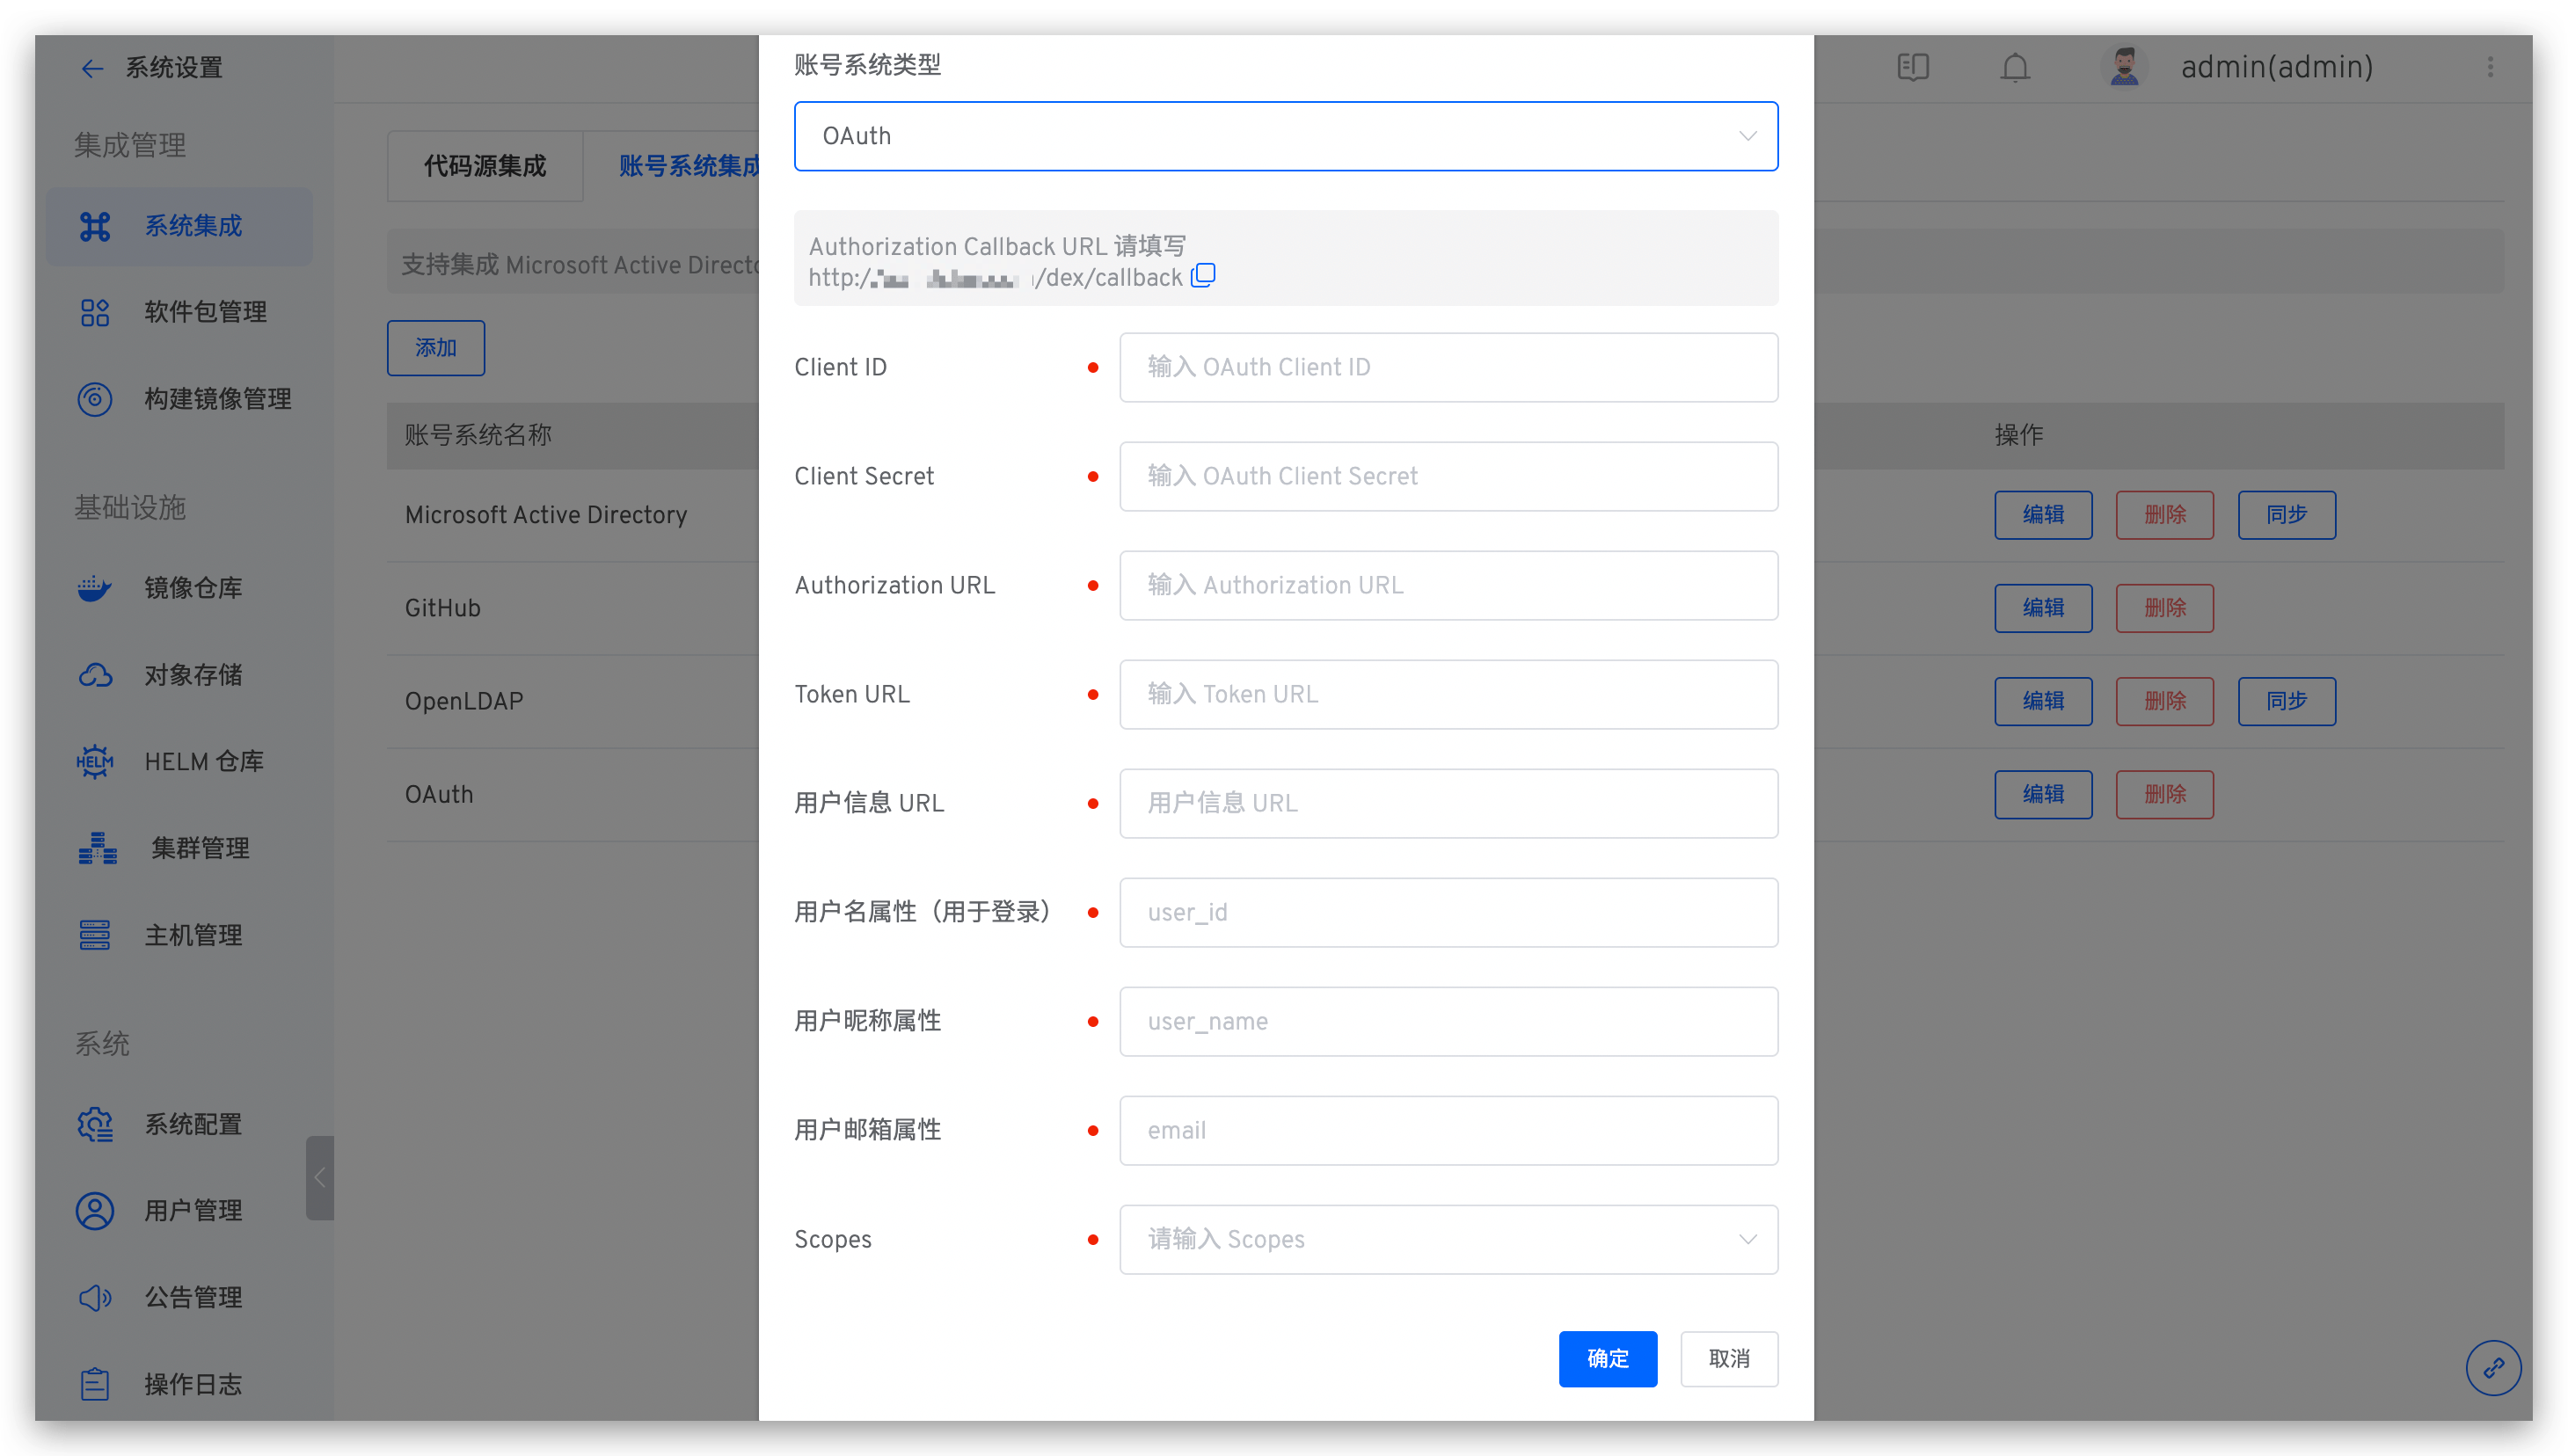 系统设置
集成管理
系统集成
软件包管理
构建镜像管理
基础设施
镜像仓库
对象存储
HELM
HELM 仓库
集群管理
主机管理
系统
系统配置
用户管理
公告管理
操作日志
admin(admin)
代码源集成
账号系统集成
支持集成 Microsoft Active
添加
账号系统名称
操作
Microsoft Active Directory
编辑
删除
同步
GitHub
编辑
删除
OpenLDAP
编辑
删除
同步
OAuth
编辑
删除
账号系统类型
OAuth
Authorization Callback URL 请填写
http:/ /dex/callback
Client ID
输入 OAuth Client ID
Client Secret
输入 OAuth Client Secret
Authorization URL
输入 Authorization URL
Token URL
输入 Token URL
用户信息 URL
用户信息 URL
用户名属性（用于登录）
user_id
用户昵称属性
user_name
用户邮箱属性
email
Scopes
请输入 Scopes
确定
取消